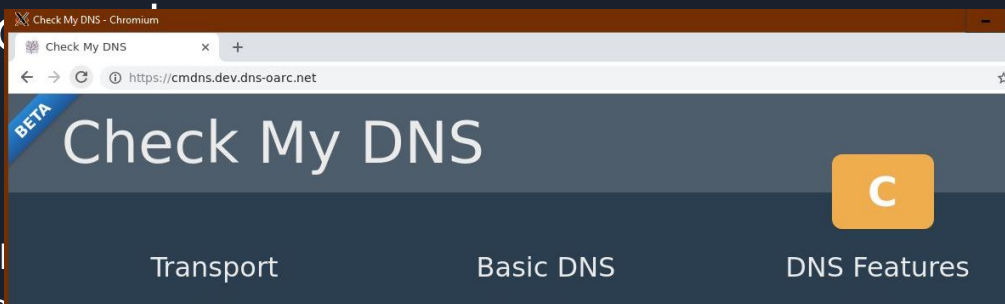 Check My DNS - Chromium
Check My DNS × +
https://cmdns.dev.dns-oarc.net
BETA
Check My DNS
C
Transport Basic DNS DNS Features